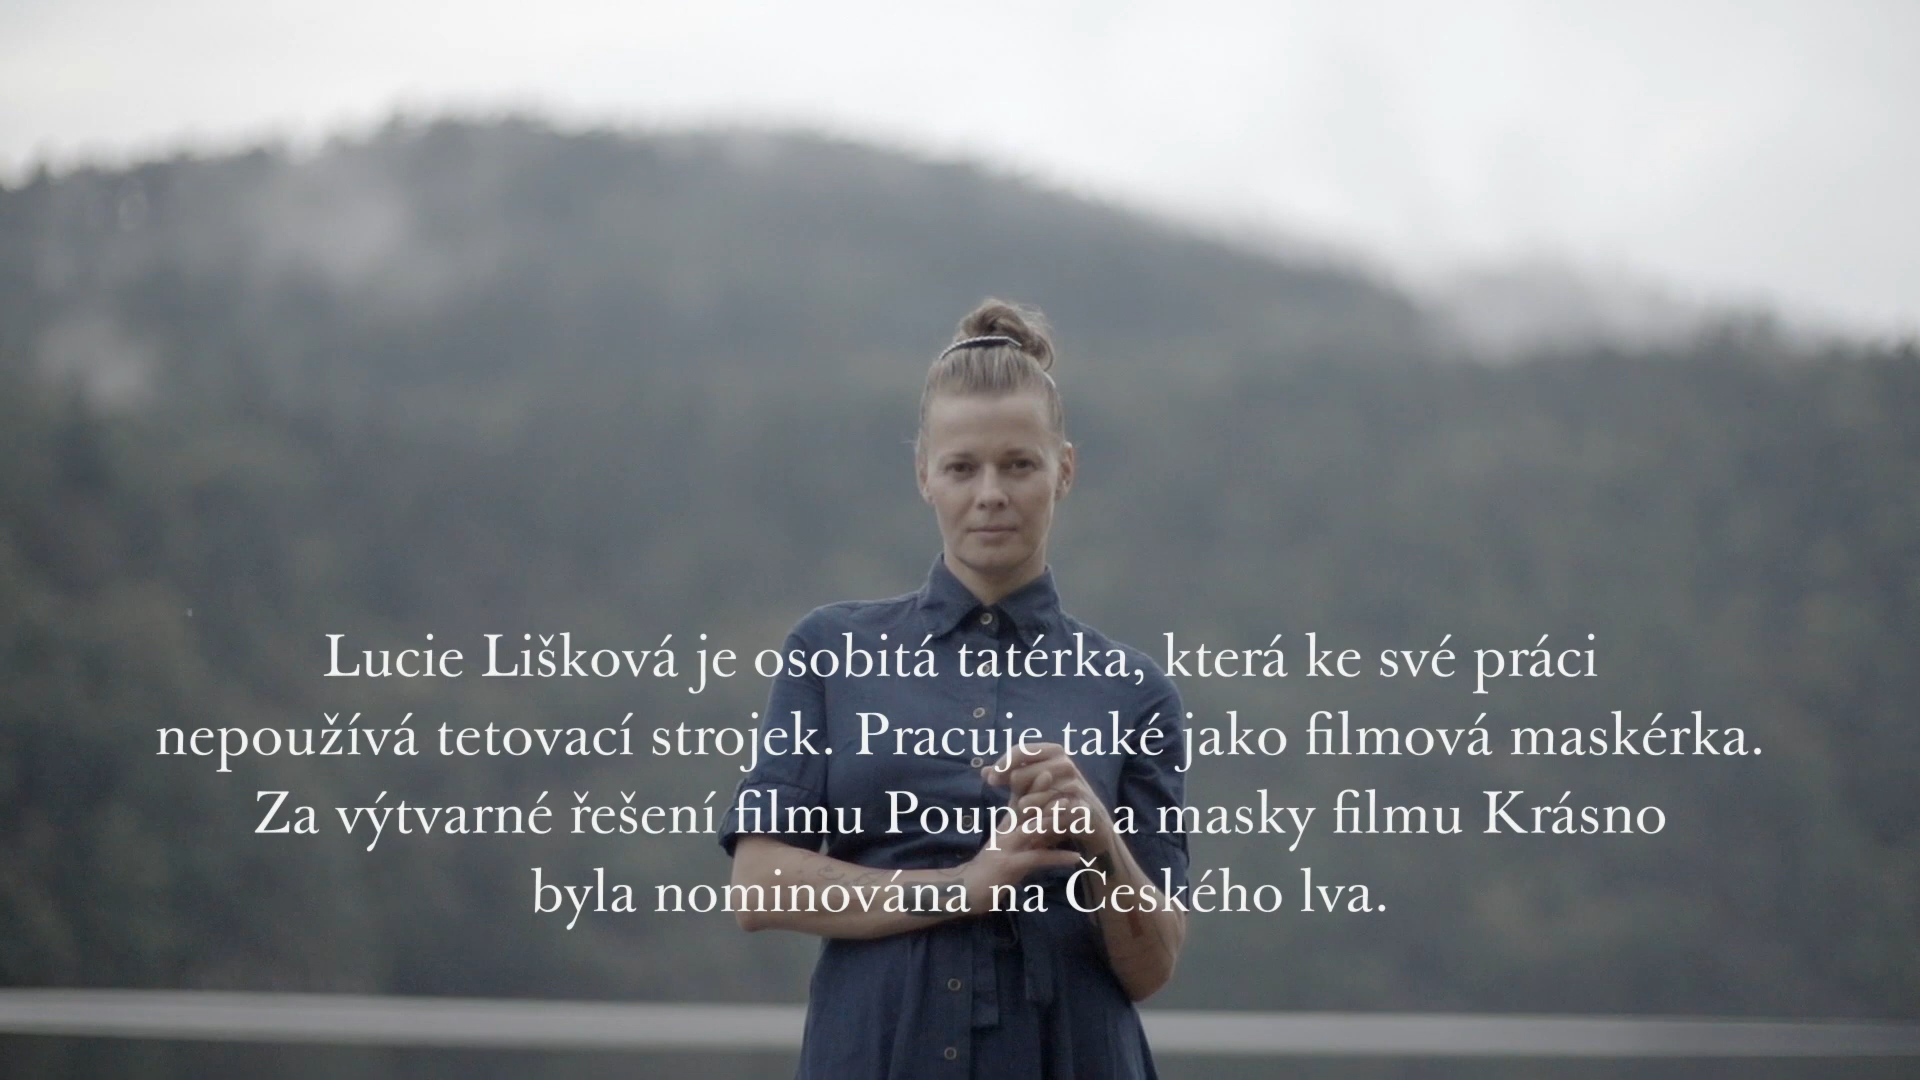 Lucie Lišková je osobitá tatérka, která ke své práci
nepoužívá tetovací strojek. Pracuje také jako filmová maskérka.
Za výtvarné řešení filmu Poupata a masky filmu Krásno
byla nominována na Českého lva.